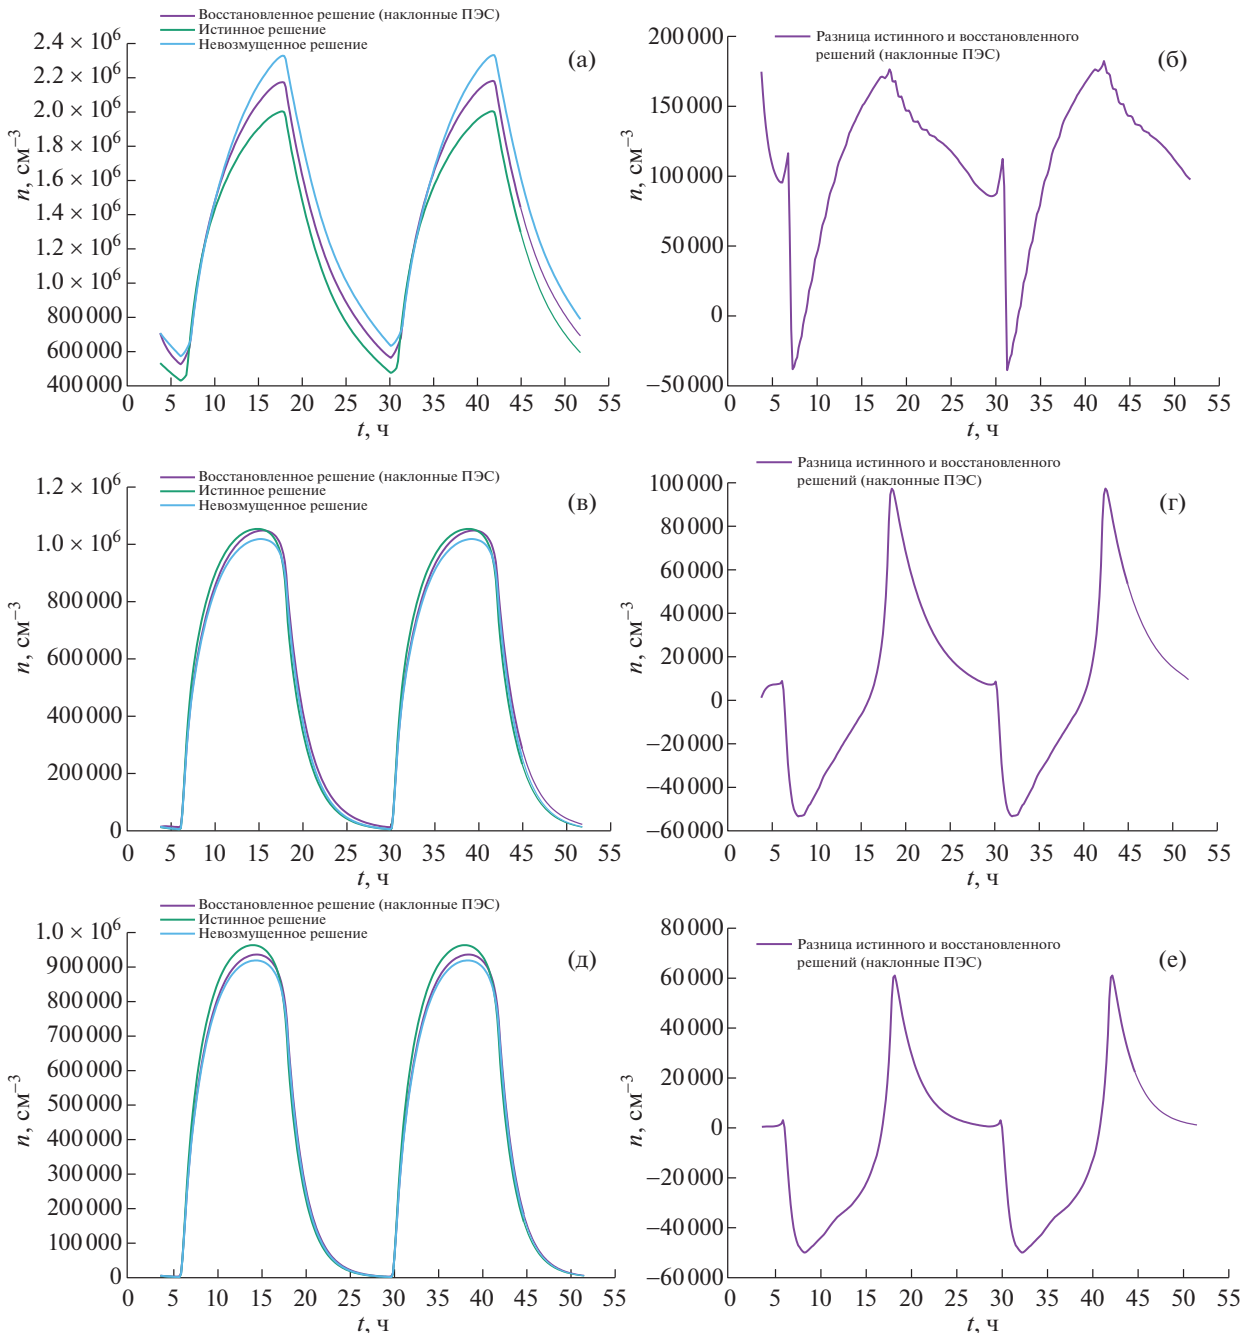 Восстановленное решение (наклонные ПЭС)
Истинное решение
Невозмущенное решение
(а)
n, см⁻³
2.4 × 10⁶
2.2 × 10⁶
2.0 × 10⁶
1.8 × 10⁶
1.6 × 10⁶
1.4 × 10⁶
1.2 × 10⁶
1.0 × 10⁶
800 000
600 000
400 000
0 5 10 15 20 25 30 35 40 45 50 55
t, ч
Разница истинного и восстановленного
решений (наклонные ПЭС)
(б)
n, см⁻³
200 000
150 000
100 000
50 000
0
−50 000
0 5 10 15 20 25 30 35 40 45 50 55
t, ч
Восстановленное решение (наклонные ПЭС)
Истинное решение
Невозмущенное решение
(в)
n, см⁻³
1.2 × 10⁶
1.0 × 10⁶
800 000
600 000
400 000
200 000
0
0 5 10 15 20 25 30 35 40 45 50 55
t, ч
Разница истинного и восстановленного
решений (наклонные ПЭС)
(г)
n, см⁻³
100 000
80 000
60 000
40 000
20 000
0
−20 000
−40 000
−60 000
0 5 10 15 20 25 30 35 40 45 50 55
t, ч
Восстановленное решение (наклонные ПЭС)
Истинное решение
Невозмущенное решение
(д)
n, см⁻³
1.0 × 10⁶
900 000
800 000
700 000
600 000
500 000
400 000
300 000
200 000
100 000
0
0 5 10 15 20 25 30 35 40 45 50 55
t, ч
Разница истинного и восстановленного
решений (наклонные ПЭС)
(е)
n, см⁻³
80 000
60 000
40 000
20 000
0
−20 000
−40 000
−60 000
0 5 10 15 20 25 30 35 40 45 50 55
t, ч